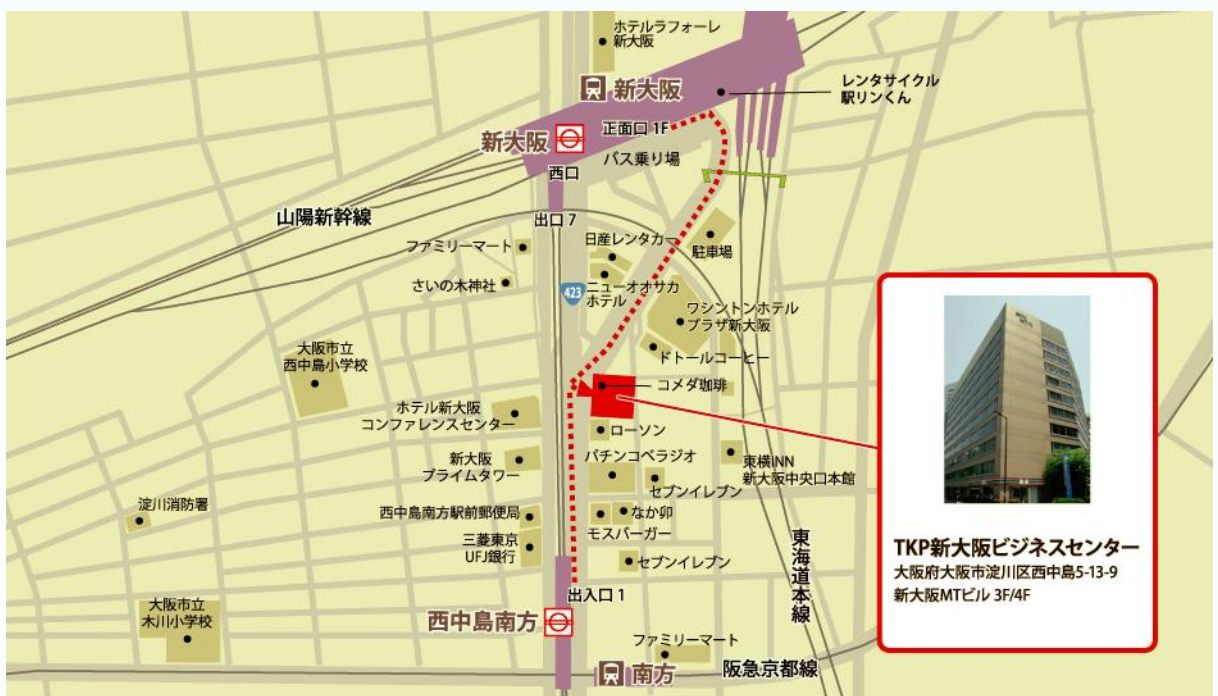 ホテルラフォーレ
新大阪
新大阪
レンタサイクル
駅リンくん
正面口 1F
新大阪
バス乗り場
西口
山陽新幹線
出口 7
日産レンタカー
駐車場
ファミリーマート
さいの木神社
423
ニューオオサカ
ホテル
ワシントンホテル
プラザ新大阪
大阪市立
西中島小学校
ドトールコーヒー
コメダ珈琲
ホテル新大阪
コンファレンスセンター
ローソン
パチンコベラジオ
新大阪
プライムタワー
東横INN
新大阪中央口本館
セブンイレブン
淀川消防署
西中島南方駅前郵便局
なか卯
モスバーガー
三菱東京
UFJ銀行
セブンイレブン
東海道本線
TKP新大阪ビジネスセンター
大阪府大阪市淀川区西中島5-13-9
新大阪MTビル 3F/4F
出入口 1
大阪市立
木川小学校
西中島南方
ファミリーマート
南方
阪急京都線